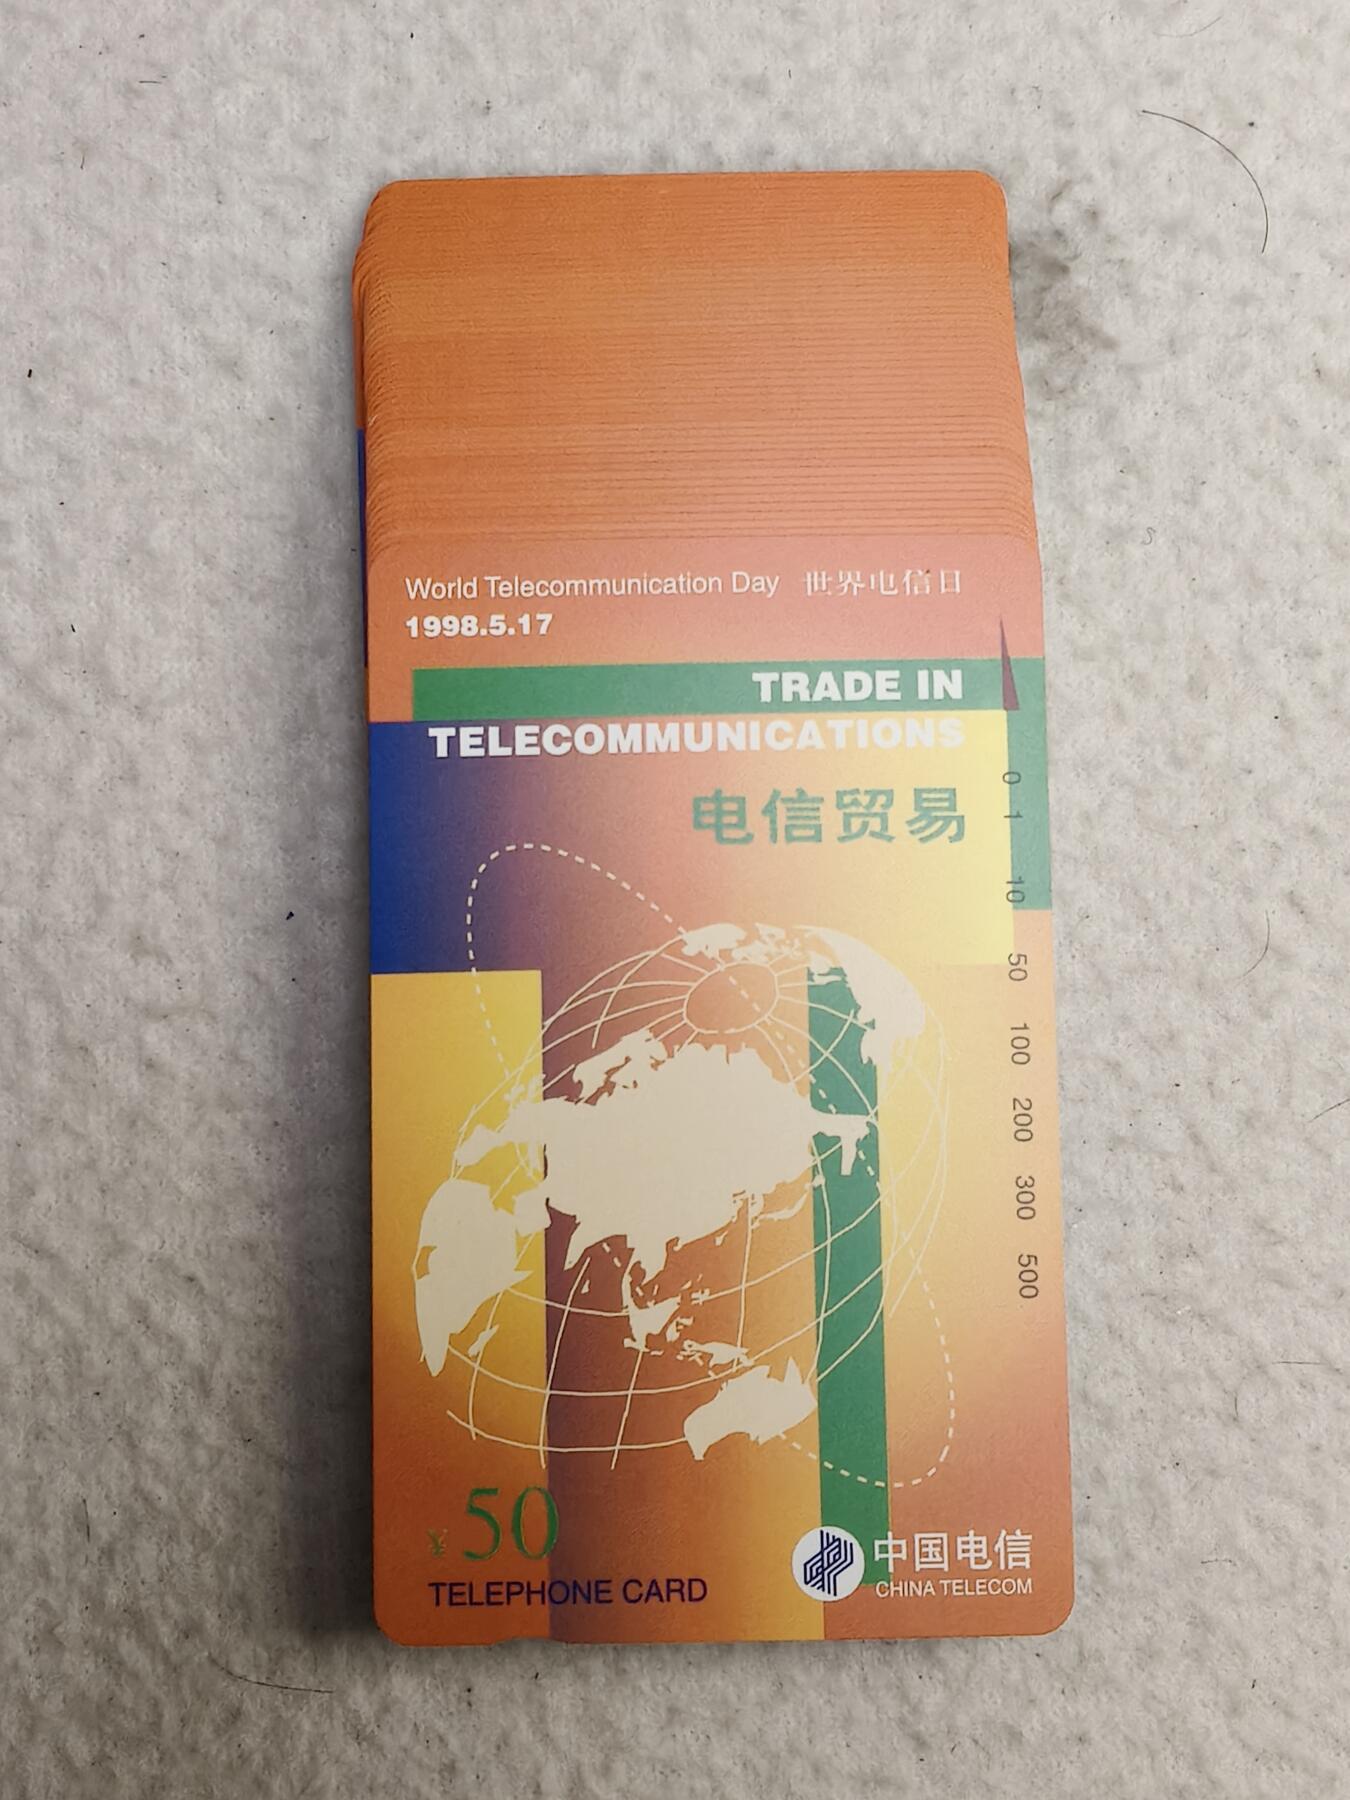 World Telecommunication Day 世界电信日
1998.5.17
TRADE IN
TELECOMMUNICATIONS
电信贸易
0 1 10 50 100 200 300 500
¥50
TELEPHONE CARD
中国电信
CHINA TELECOM